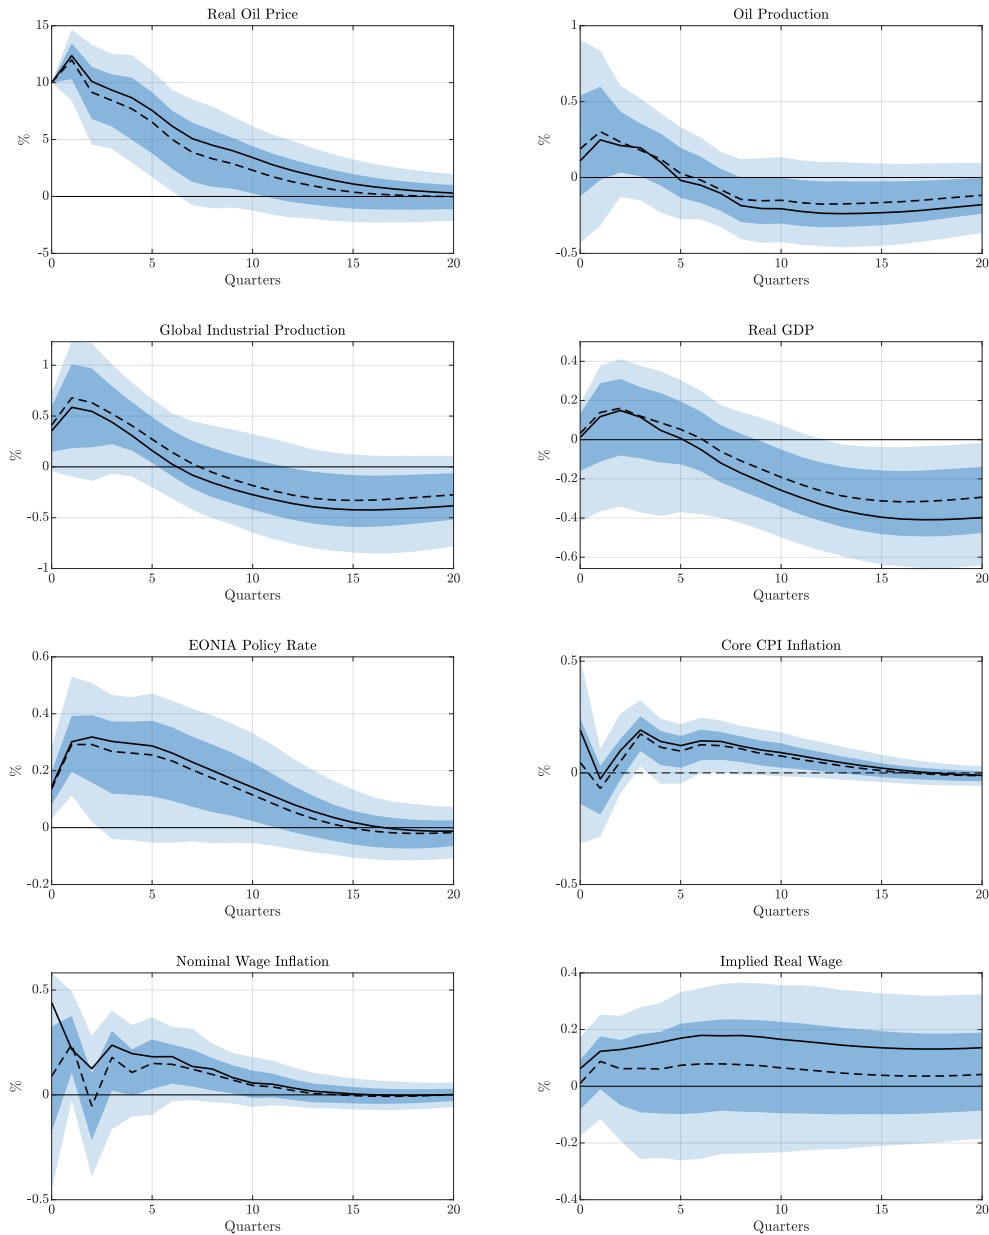 Real Oil Price
15
10
5
0
-5
%
0 5 10 15 20
Quarters
Oil Production
1
0.5
0
-0.5
%
0 5 10 15 20
Quarters
Global Industrial Production
1
0.5
0
-0.5
-1
%
0 5 10 15 20
Quarters
Real GDP
0.4
0.2
0
-0.2
-0.4
-0.6
%
0 5 10 15 20
Quarters
EONIA Policy Rate
0.6
0.4
0.2
0
-0.2
%
0 5 10 15 20
Quarters
Core CPI Inflation
0.5
0
-0.5
%
0 5 10 15 20
Quarters
Nominal Wage Inflation
0.5
0
-0.5
%
0 5 10 15 20
Quarters
Implied Real Wage
0.4
0.2
0
-0.2
-0.4
%
0 5 10 15 20
Quarters